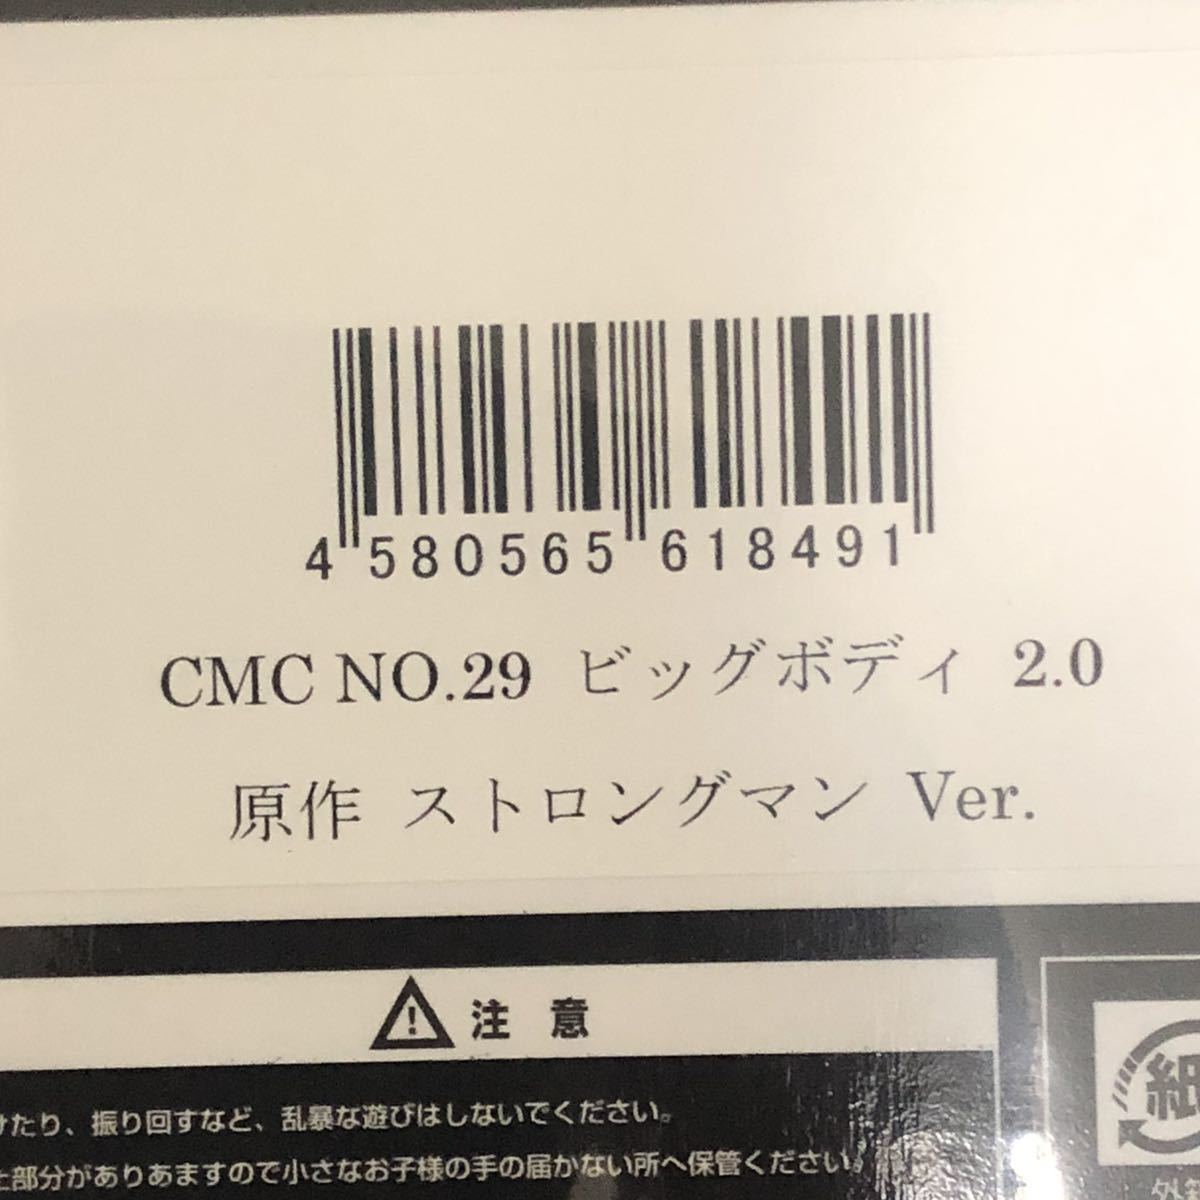 4 580565 618491
CMC NO.29 ビッグボディ 2.0
原作 ストロングマン Ver.
注 意
けたり、振り回すなど、乱暴な遊びはしないでください。
部分がありあますので小さなお子様の手の届かない所へ保管ください。
紙
外